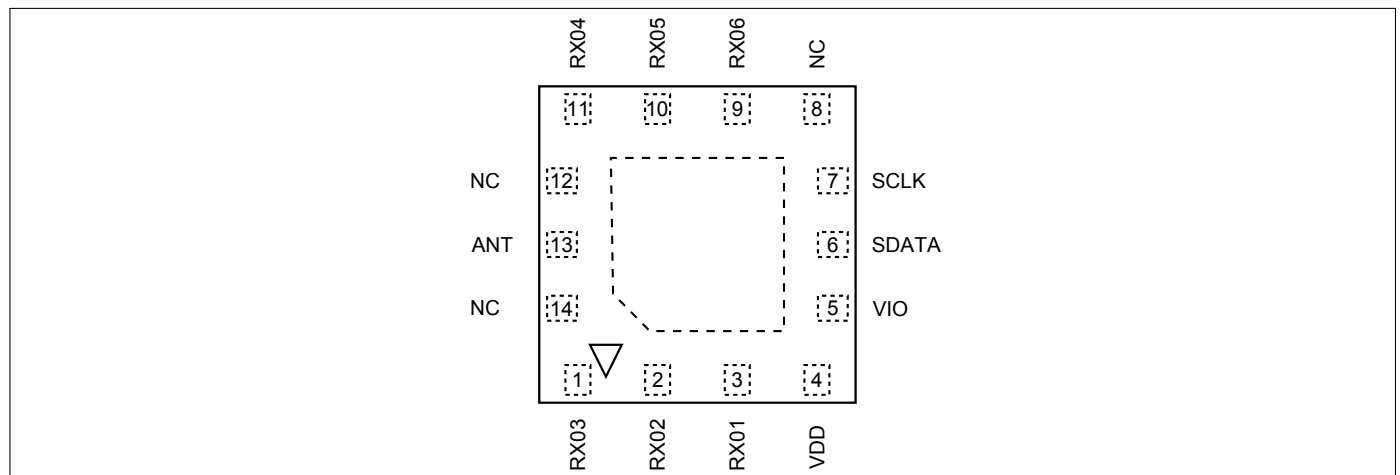 RX04 RX05 RX06 NC
11 10 9 8
NC 12 7 SCLK
ANT 13 6 SDATA
NC 14 5 VIO
1 2 3 4
RX03 RX02 RX01 VDD